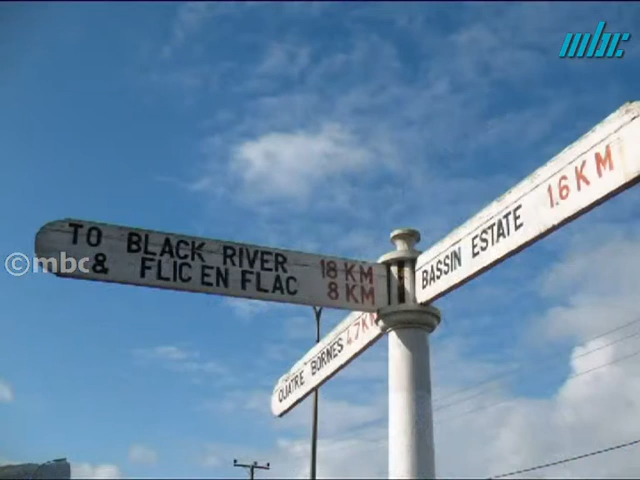 mbc
TO BLACK RIVER 18 KM
& FLIC EN FLAC 8 KM
©mbc
BASSIN ESTATE 1.6 KM
QUATRE BORNES 4.7 KM